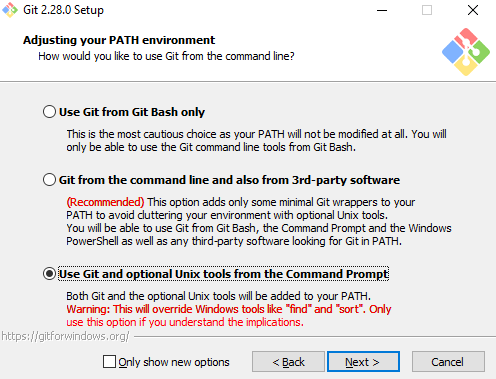 Git 2.28.0 Setup
Adjusting your PATH environment
How would you like to use Git from the command line?
Use Git from Git Bash only
This is the most cautious choice as your PATH will not be modified at all. You will
only be able to use the Git command line tools from Git Bash.
Git from the command line and also from 3rd-party software
(Recommended) This option adds only some minimal Git wrappers to your
PATH to avoid cluttering your environment with optional Unix tools.
You will be able to use Git from Git Bash, the Command Prompt and the Windows
PowerShell as well as any third-party software looking for Git in PATH.
Use Git and optional Unix tools from the Command Prompt
Both Git and the optional Unix tools will be added to your PATH.
Warning: This will override Windows tools like "find" and "sort". Only
use this option if you understand the implications.
https://gitforwindows.org/
Only show new options
< Back
Next >
Cancel